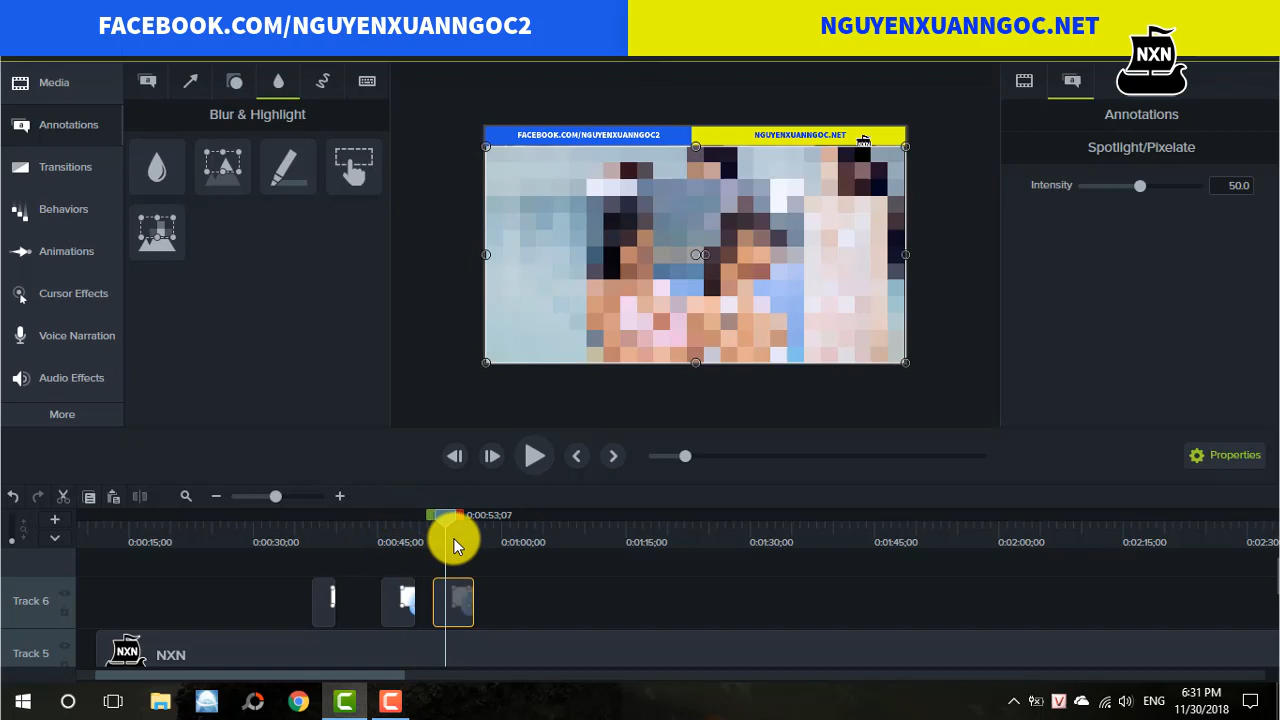 FACEBOOK.COM/NGUYENXUANNGOC2
NGUYENXUANNGOC.NET
NXN
Media
Annotations
Transitions
Behaviors
Animations
Cursor Effects
Voice Narration
Audio Effects
More
Blur & Highlight
FACEBOOK.COM/NGUYENXUANNGOC2
NGUYENXUANNGOC.NET
Annotations
Spotlight/Pixelate
Intensity
50.0
Properties
0:00:53;07
0:00:15;00
0:00:30;00
0:00:45;00
0:01:00;00
0:01:15;00
0:01:30;00
0:01:45;00
0:02:00;00
0:02:15;00
0:02:30
Track 6
Track 5
NXN
NXN
ENG
6:31 PM
11/30/2018